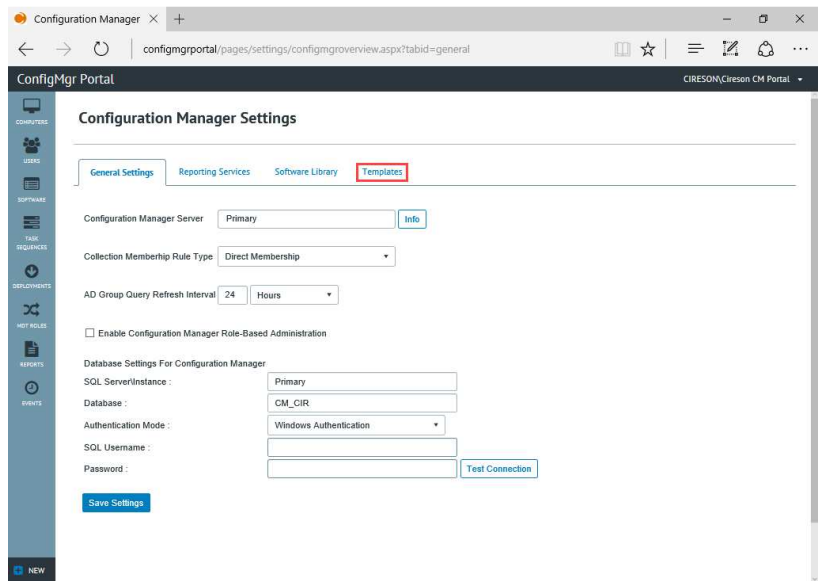 Configuration Manager
configmgrportal/pages/settings/configmgroverview.aspx?tabid=general
ConfigMgr Portal
CIRESON\Cireson CM Portal
COMPUTERS
USERS
SOFTWARE
TASK
SEQUENCES
DEPLOYMENTS
MDT ROLES
REPORTS
EVENTS
NEW
Configuration Manager Settings
General Settings Reporting Services Software Library Templates
Configuration Manager Server Primary Info
Collection Memberhip Rule Type Direct Membership
AD Group Query Refresh Interval 24 Hours
Enable Configuration Manager Role-Based Administration
Database Settings For Configuration Manager
SQL Server\Instance : Primary
Database : CM_CIR
Authentication Mode : Windows Authentication
SQL Username :
Password : Test Connection
Save Settings